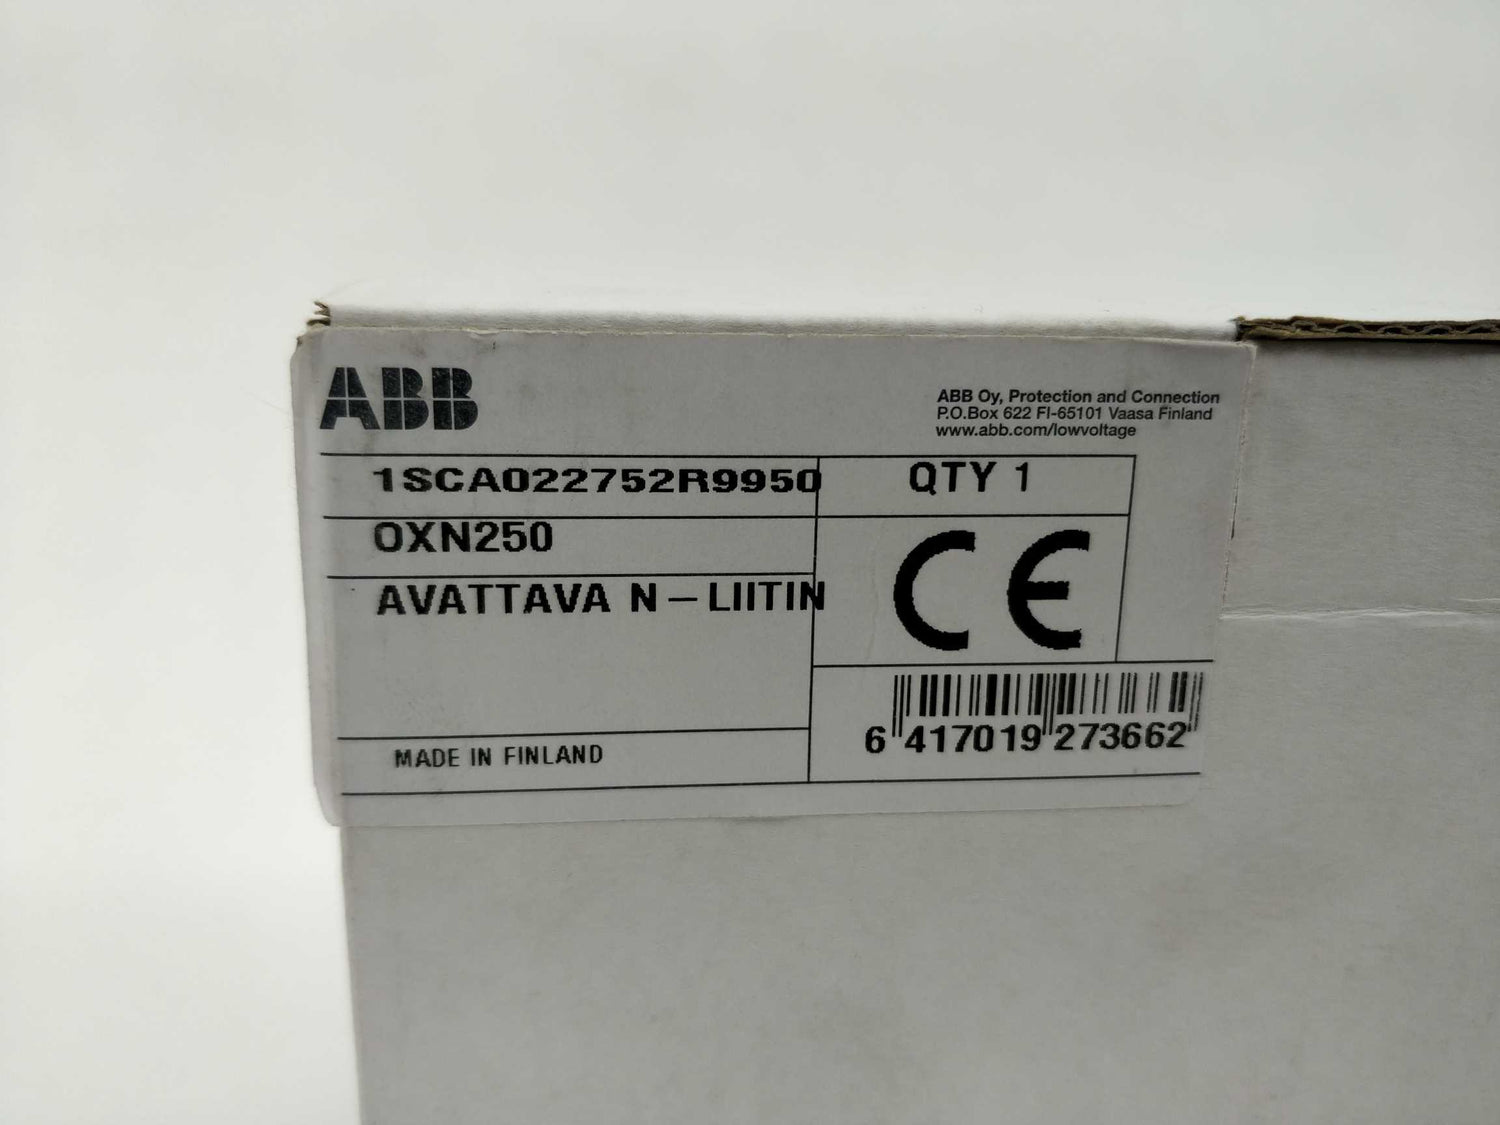 ABB
ABB Oy, Protection and Connection
P.O.Box 622 FI-65101 Vaasa Finland
www.abb.com/lowvoltage
1SCA022752R9950
QTY 1
OXN250
CE
AVATTAVA N-LIITIN
6 417019 273662
MADE IN FINLAND